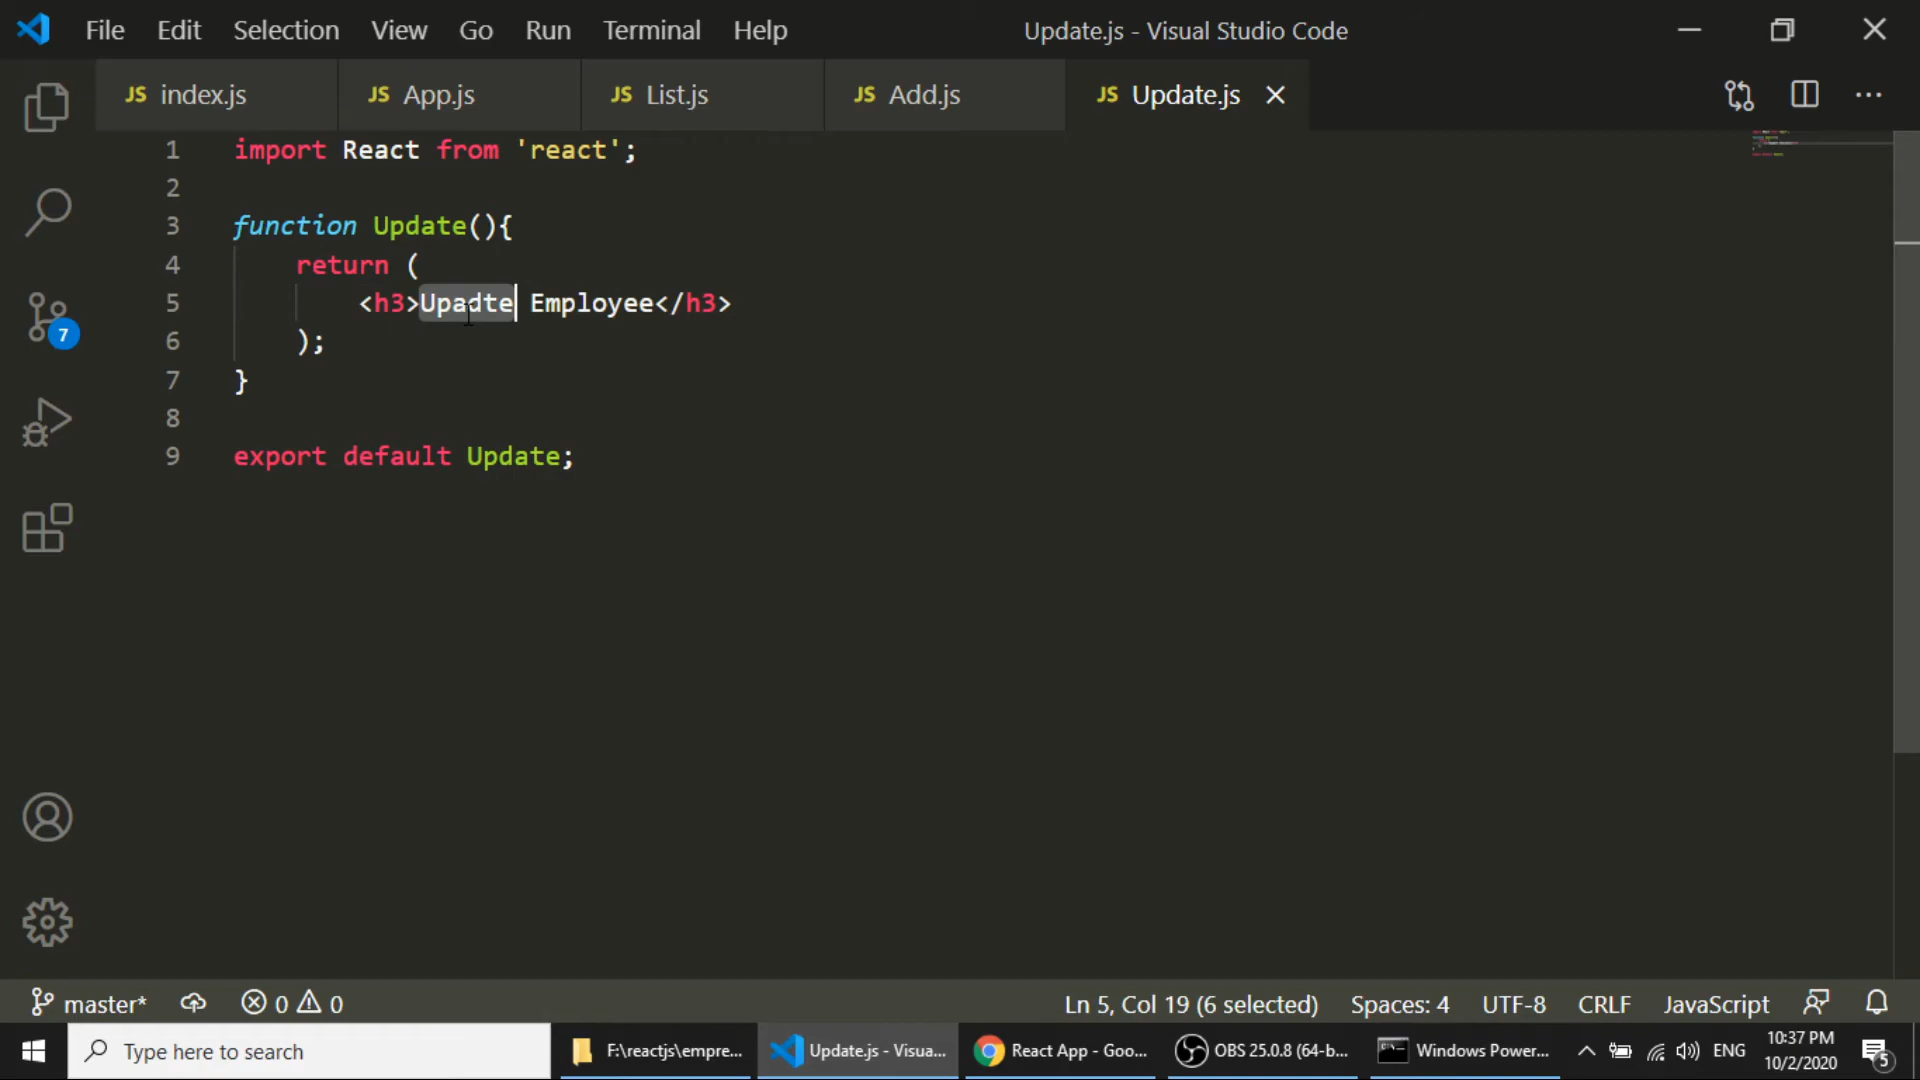 File Edit Selection View Go Run Terminal Help Update.js - Visual Studio Code
JS index.js JS App.js JS List.js JS Add.js JS Update.js
1 import React from 'react';
2
3 function Update(){
4 return (
5 <h3>Upadte Employee</h3>
6 );
7 }
8
9 export default Update;
7
master* 0 0 Ln 5, Col 19 (6 selected) Spaces: 4 UTF-8 CRLF JavaScript
Type here to search F:\reactjs\empre... Update.js - Visua... React App - Goo... OBS 25.0.8 (64-b... Windows Power... ENG 10:37 PM
10/2/2020 5